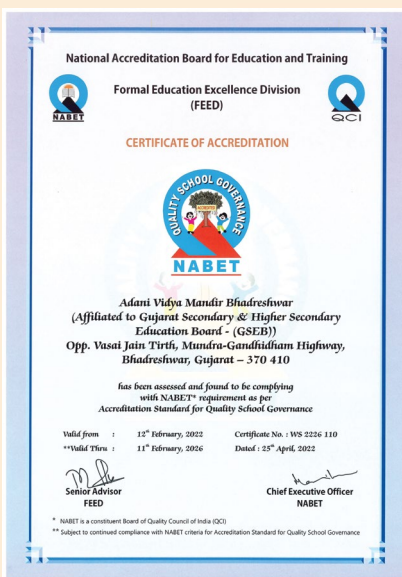 National Accreditation Board for Education and Training
NABET
Formal Education Excellence Division
(FEED)
QCI
CERTIFICATE OF ACCREDITATION
QUALITY SCHOOL GOVERNANCE
ACCREDITED
NABET
Adani Vidya Mandir Bhadreshwar
(Affiliated to Gujarat Secondary & Higher Secondary
Education Board - (GSEB))
Opp. Vasai Jain Tirth, Mundra-Gandhidham Highway,
Bhadreshwar, Gujarat – 370 410
has been assessed and found to be complying
with NABET* requirement as per
Accreditation Standard for Quality School Governance
Valid from : 12th February, 2022 Certificate No. : WS 2226 110
**Valid Thru : 11th February, 2026 Dated : 25th April, 2022
Senior Advisor
FEED
Chief Executive Officer
NABET
* NABET is a constituent Board of Quality Council of India (QCI)
** Subject to continued compliance with NABET criteria for Accreditation Standard for Quality School Governance